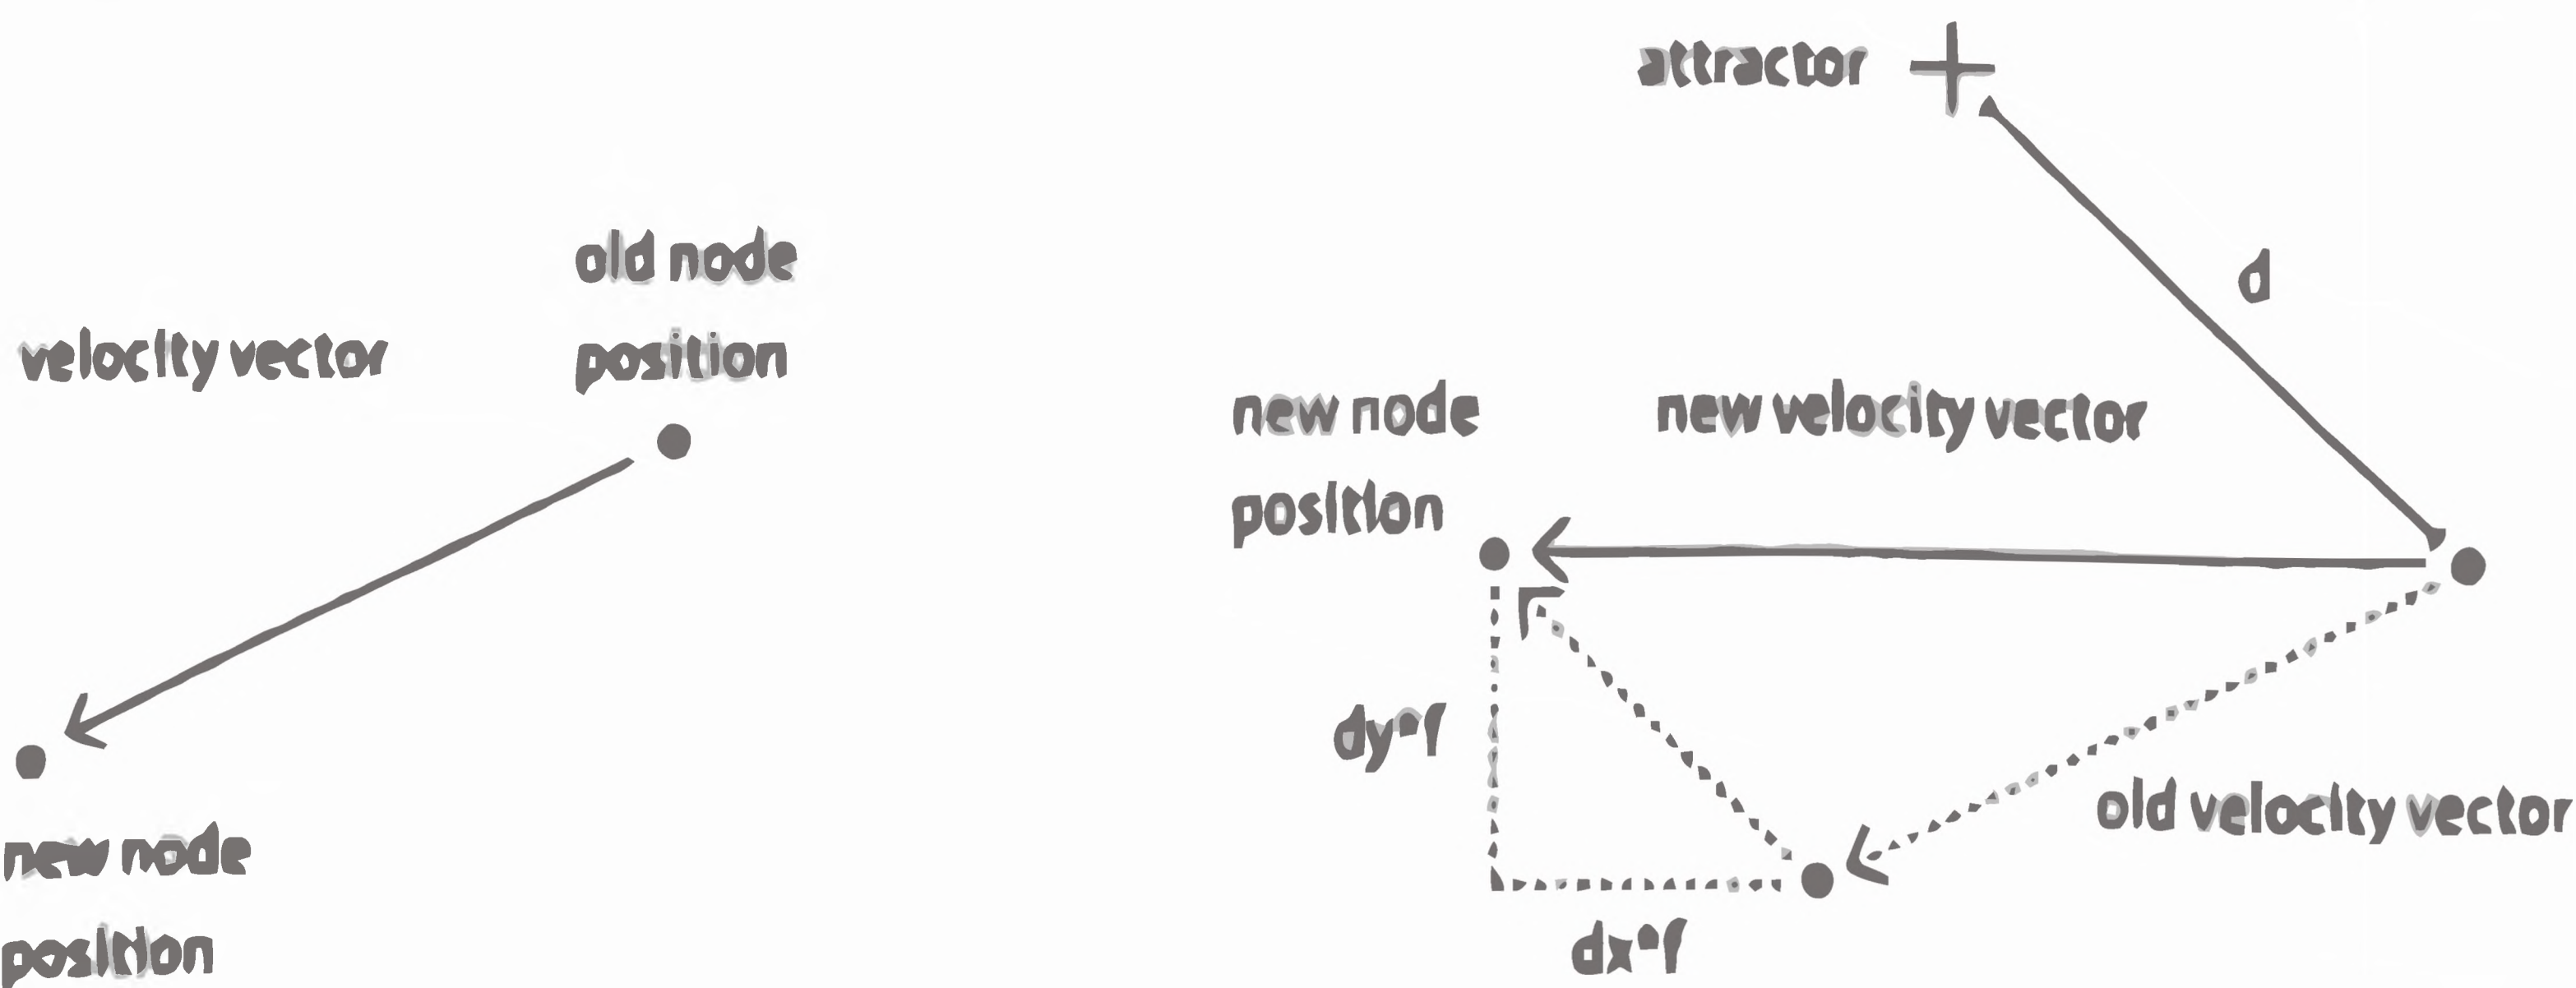 velocity vector
old node
position
new node
position
attractor
d
new node
position
new velocity vector
dy*f
dx*f
old velocity vector